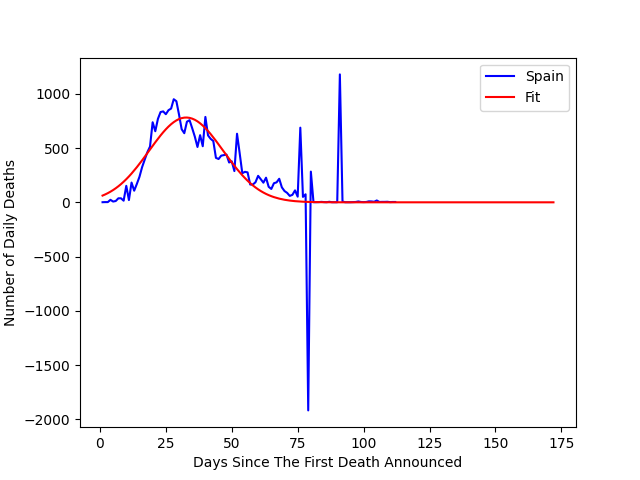 Spain
Fit
1000
500
0
−500
−1000
−1500
−2000
Number of Daily Deaths
0 25 50 75 100 125 150 175
Days Since The First Death Announced